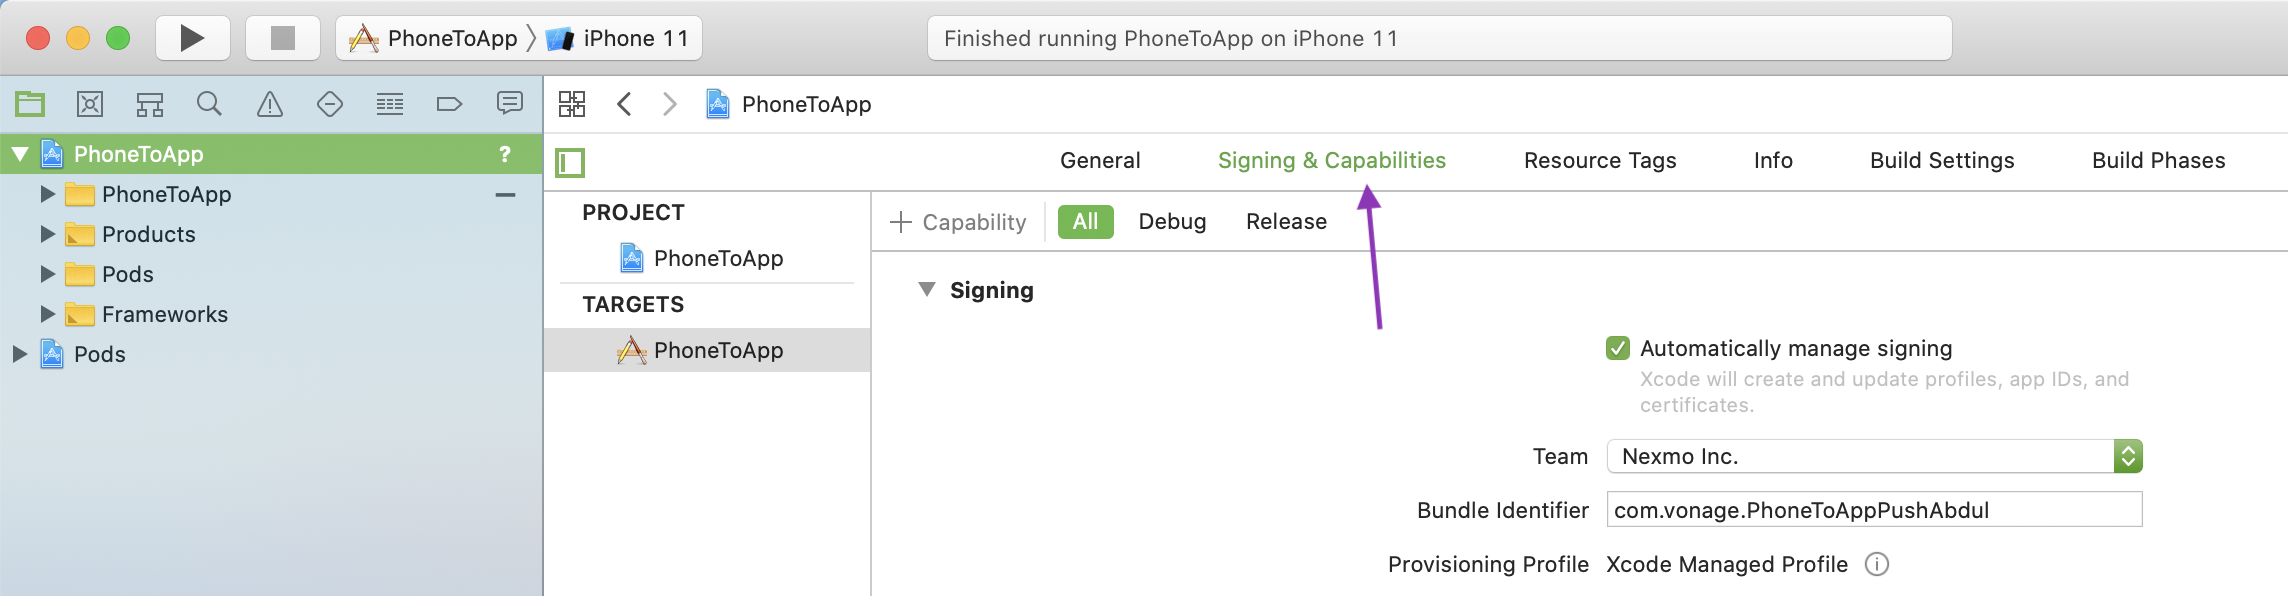 PhoneToApp iPhone 11
Finished running PhoneToApp on iPhone 11
PhoneToApp
PhoneToApp ?
PhoneToApp
Products
Pods
Frameworks
Pods
General Signing & Capabilities Resource Tags Info Build Settings Build Phases
PROJECT
PhoneToApp
TARGETS
PhoneToApp
+ Capability All Debug Release
Signing
Automatically manage signing
Xcode will create and update profiles, app IDs, and
certificates.
Team Nexmo Inc.
Bundle Identifier com.vonage.PhoneToAppPushAbdul
Provisioning Profile Xcode Managed Profile